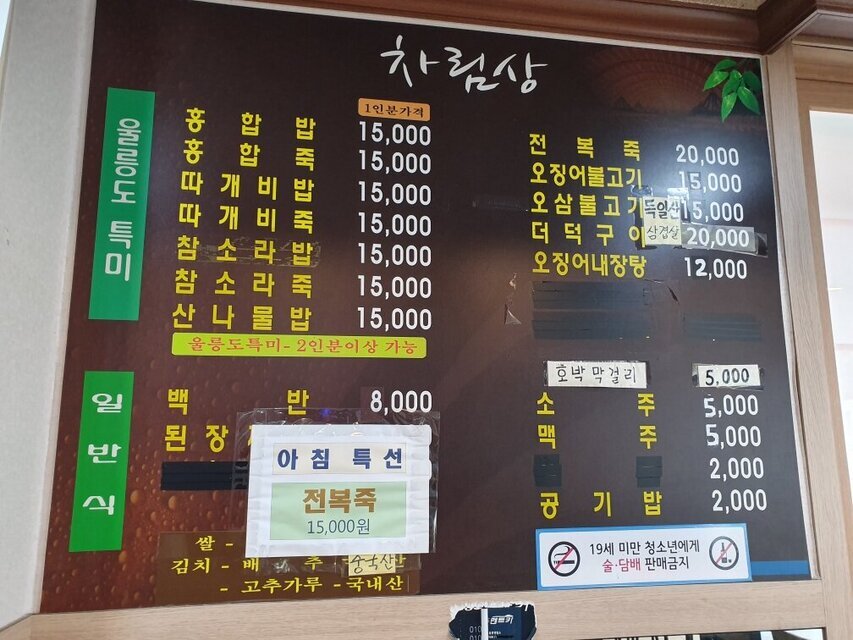 차림상
1인분가격
울릉도 특미
홍합밥 15,000
홍합죽 15,000
따개비밥 15,000
따개비죽 15,000
참소라밥 15,000
참소라죽 15,000
산나물밥 15,000
울릉도특미- 2인분이상 가능
일반식
백반 8,000
된장
아침 특선
전복죽
15,000원
쌀 -
김치 - 배 추 - 중국산
- 고추가루 - 국내산
전복죽 20,000
오징어불고기 15,000
오삼불고기 15,000
독일산
삼겹살
더덕구이 20,000
오징어내장탕 12,000
호박막걸리 5,000
소주 5,000
맥주 5,000
2,000
공기밥 2,000
19세 미만 청소년에게
술·담배 판매금지